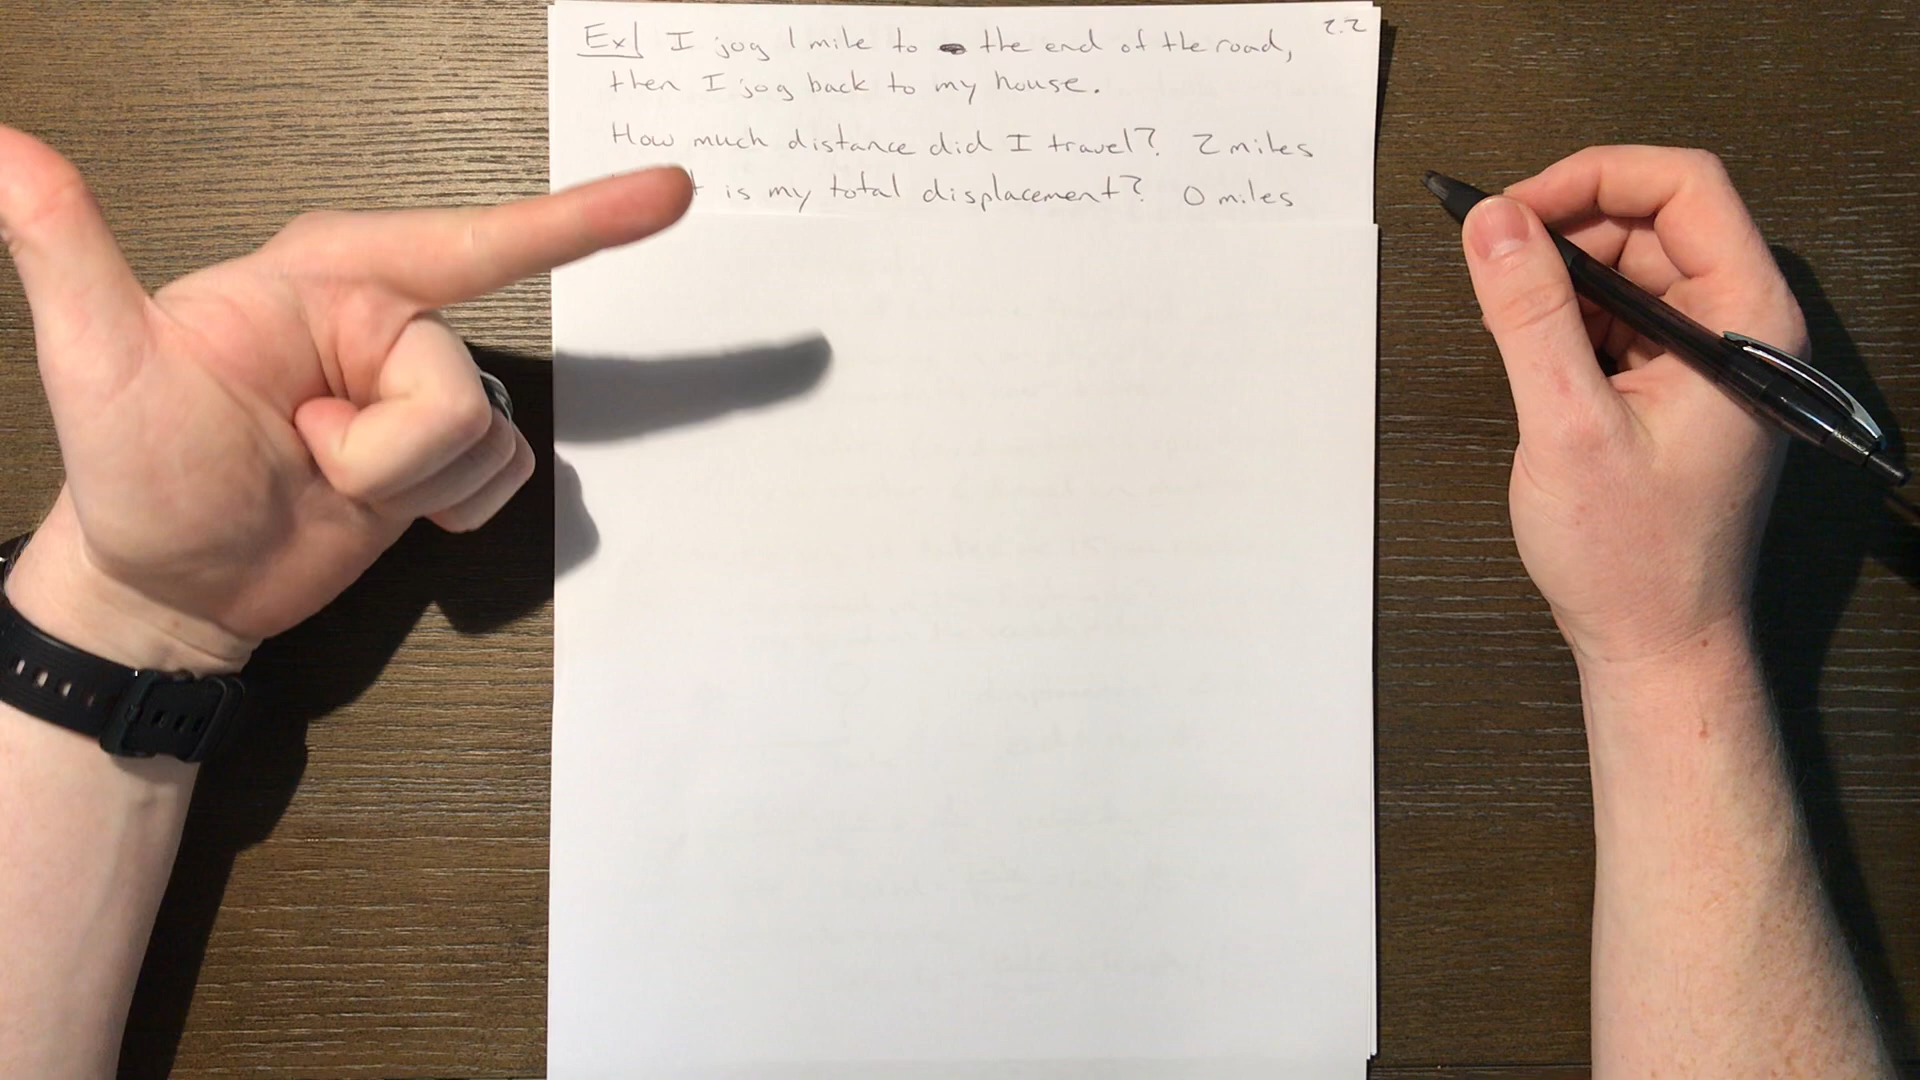 2.2
Ex1 I jog 1 mile to the end of the road,
then I jog back to my house.
How much distance did I travel? 2 miles
is my total displacement? 0 miles